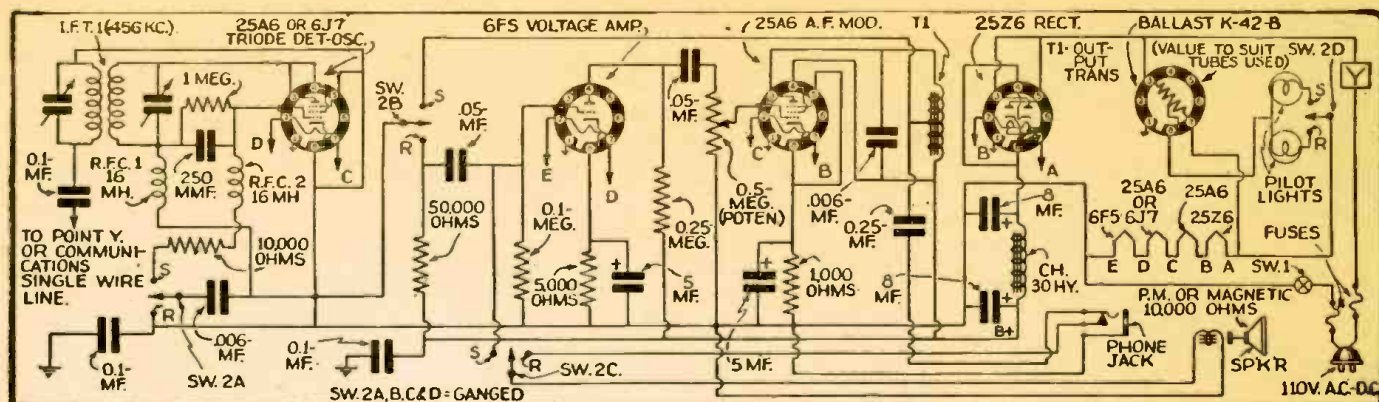 I.F.T.1 (456 KC.)
25A6 OR 6J7
TRIODE DET-OSC.
1 MEG.
D
C
0.1-
MF.
R.F.C. 1
16
MH.
250
MMF.
R.F.C. 2
16 MH.
TO POINT Y.
OR COMMUNI-
CATIONS
SINGLE WIRE
LINE.
S
10,000
OHMS
R
0.1-
MF.
.006-
MF.
SW. 2A
6FS VOLTAGE AMP.
SW.
2B
S
R
.05-
MF.
50,000
OHMS
E
D
0.1-
MEG.
5,000
OHMS
5
MF.
0.1-
MF.
S
SW. 2A, B, C & D = GANGED
R
SW. 2C.
.05-
MF.
0.25-
MEG.
25A6 A.F. MOD.
C
B
0.5-
MEG.
(POTEN)
.006-
MF.
+
5 MF.
1,000
OHMS
T1
0.25-
MF.
25Z6 RECT.
T1- OUT-
PUT
TRANS
B
A
8
MF.
+
8
MF.
+
B+
CH.
30 HY.
BALLAST K-42-B
(VALUE TO SUIT
TUBES USED)
SW. 2D
Y
S
R
PILOT
LIGHTS
25A6
OR
6F5 6J7
25A6
25Z6
E D C B A
FUSES
SW.1
P.M. OR MAGNETIC
10,000 OHMS
PHONE
JACK
SP'K'R
110V. A.C.-D.C.